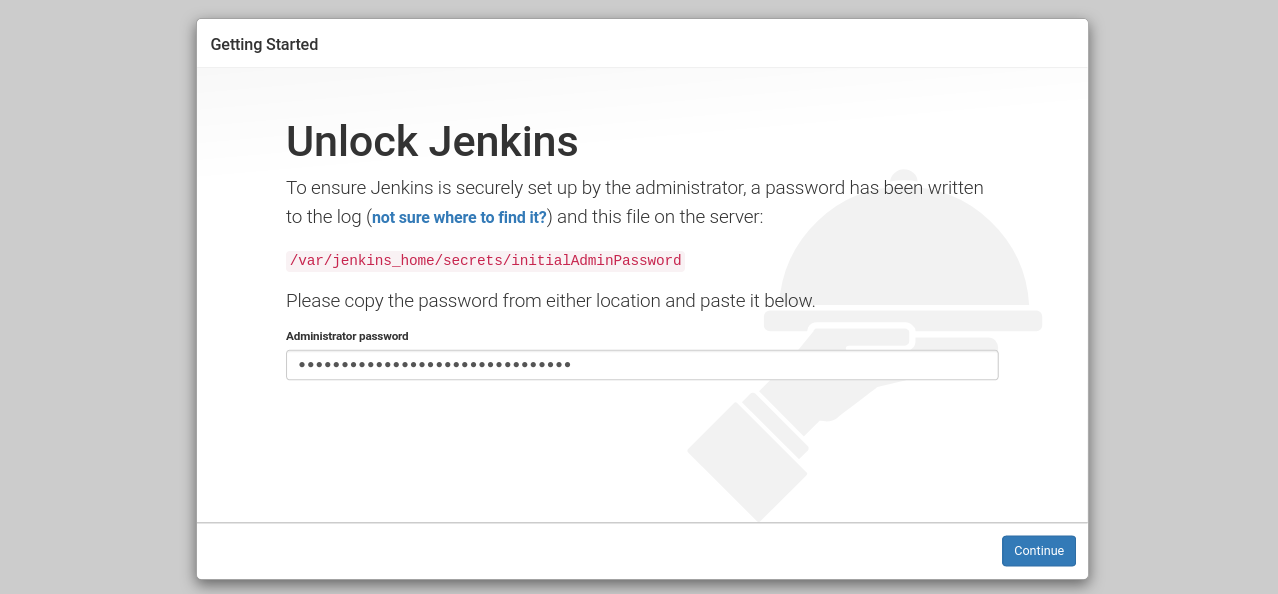 Getting Started
Unlock Jenkins
To ensure Jenkins is securely set up by the administrator, a password has been written
to the log (not sure where to find it?) and this file on the server:
/var/jenkins_home/secrets/initialAdminPassword
Please copy the password from either location and paste it below.
Administrator password
••••••••••••••••••••••••••••••••
Continue